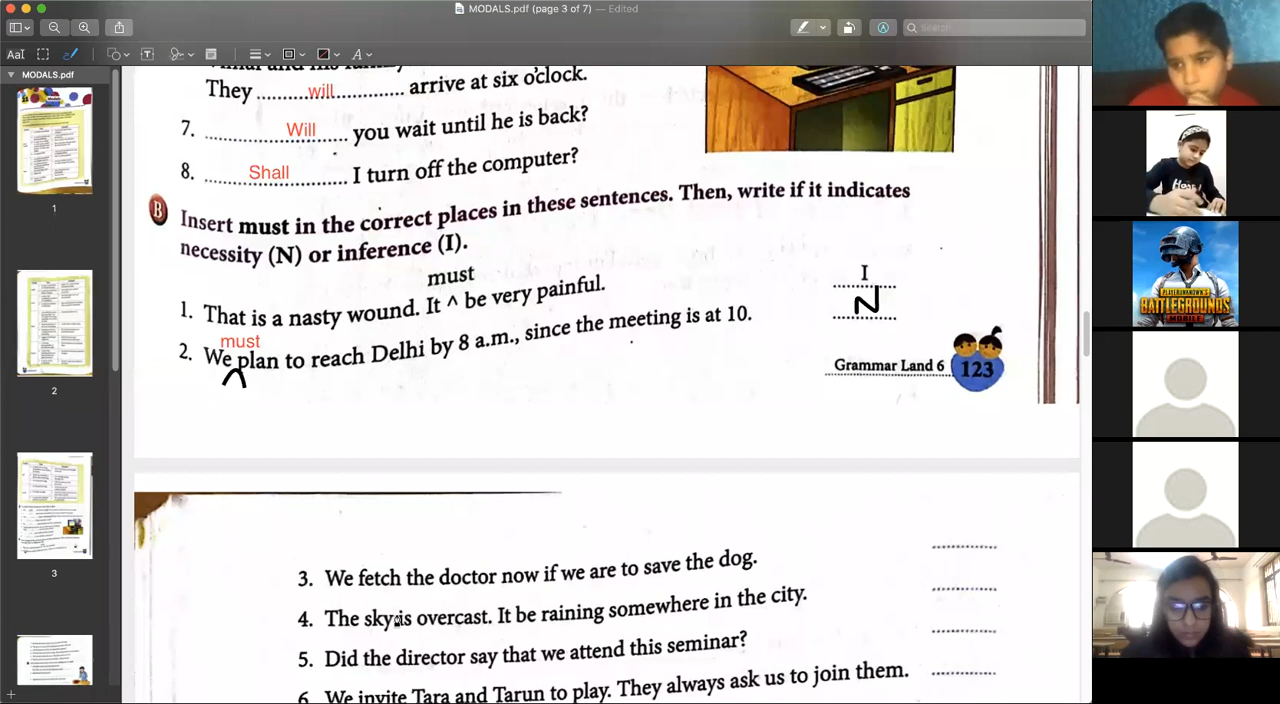 MODALS.pdf (page 3 of 7) — Edited
Search
AaI
A
MODALS.pdf
1
2
3
They ........ will ........ arrive at six o'clock.
7. ........ Will ........ you wait until he is back?
8. ........ Shall ........ I turn off the computer?
B Insert must in the correct places in these sentences. Then, write if it indicates
necessity (N) or inference (I).
must
1. That is a nasty wound. It ^ be very painful. I
must
2. We plan to reach Delhi by 8 a.m., since the meeting is at 10. N
^
Grammar Land 6 123
3. We fetch the doctor now if we are to save the dog. ........
4. The sky is overcast. It be raining somewhere in the city. ........
5. Did the director say that we attend this seminar? ........
6. We invite Tara and Tarun to play. They always ask us to join them. ........
PLAYERUNKNOWN'S
BATTLEGROUNDS
MOBILE